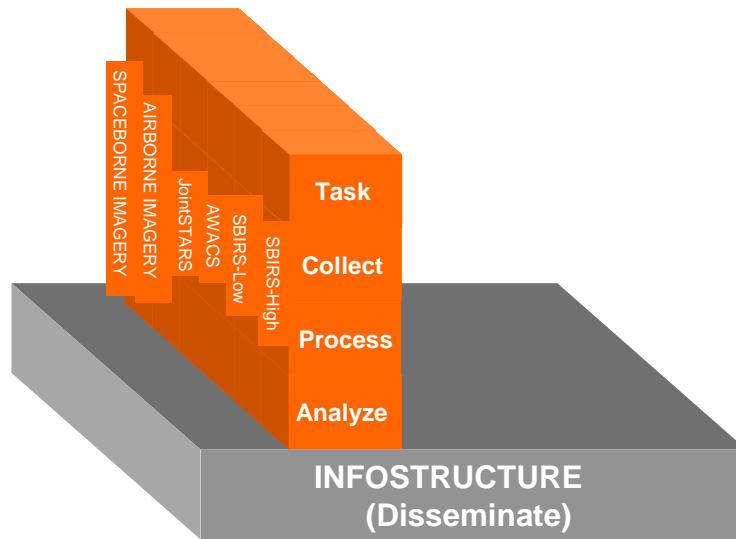 SPACEBORNE IMAGERY
AIRBORNE IMAGERY
JointSTARS
AWACS
SBIRS-Low
SBIRS-High
Task
Collect
Process
Analyze
INFOSTRUCTURE
(Disseminate)